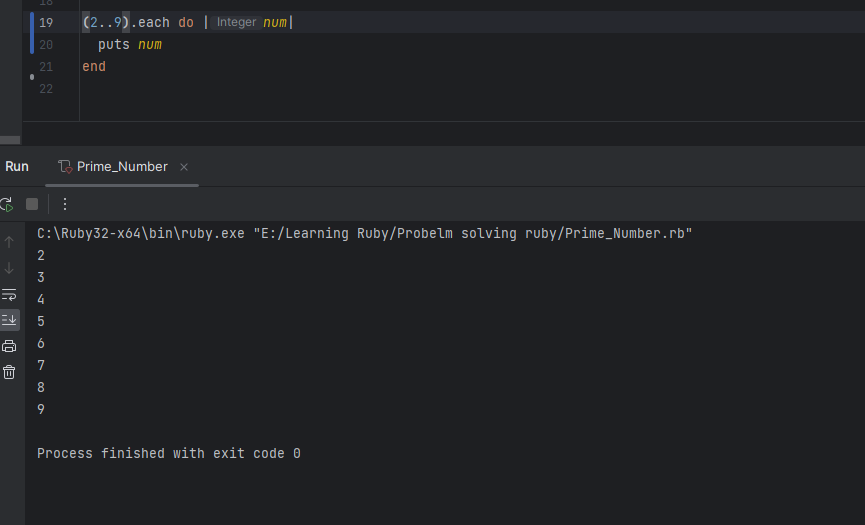 18
19 (2..9).each do |Integer num|
20 puts num
21 end
22
Run Prime_Number ×
C:\Ruby32-x64\bin\ruby.exe "E:/Learning Ruby/Probelm solving ruby/Prime_Number.rb"
2
3
4
5
6
7
8
9
Process finished with exit code 0